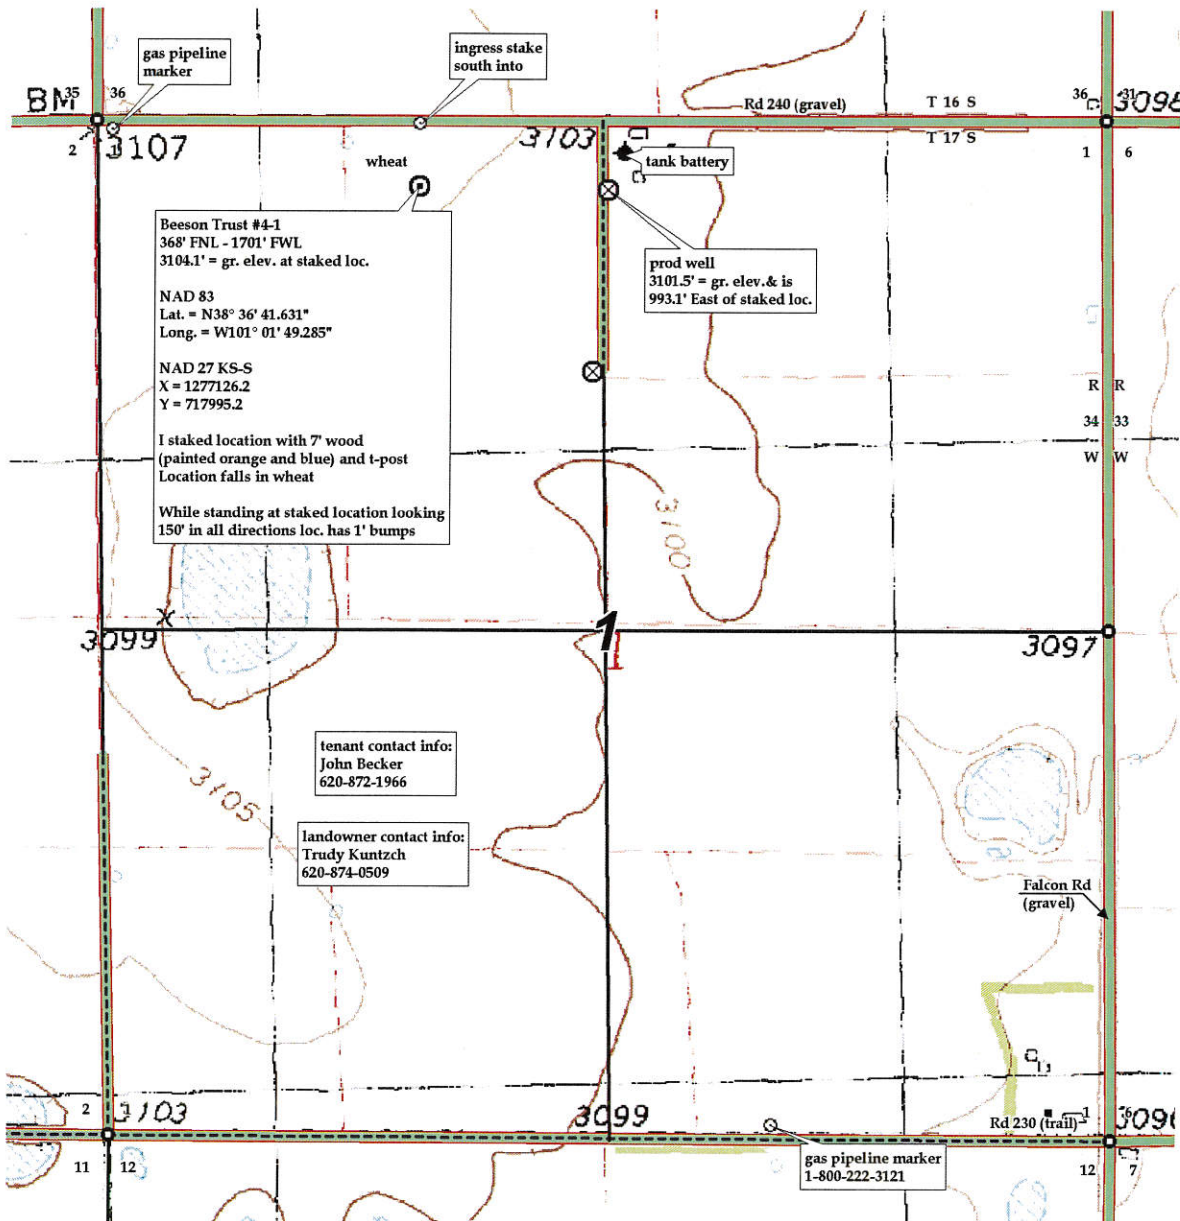 gas pipeline
marker
ingress stake
south into
BM
35
36
36
31
3098
Rd 240 (gravel)
T 16 S
T 17 S
2
3107
3103
1
6
wheat
tank battery
Beeson Trust #4-1
368' FNL - 1701' FWL
3104.1' = gr. elev. at staked loc.
NAD 83
Lat. = N38° 36' 41.631"
Long. = W101° 01' 49.285"
NAD 27 KS-S
X = 1277126.2
Y = 717995.2
I staked location with 7' wood
(painted orange and blue) and t-post
Location falls in wheat
While standing at staked location looking
150' in all directions loc. has 1' bumps
prod well
3101.5' = gr. elev.& is
993.1' East of staked loc.
R R
34 33
W W
3100
X
3099
1
1
3097
tenant contact info:
John Becker
620-872-1966
3105
landowner contact info:
Trudy Kuntzch
620-874-0509
Falcon Rd
(gravel)
2
3103
3099
Rd 230 (trail)
1
6
11
12
gas pipeline marker
1-800-222-3121
12
7